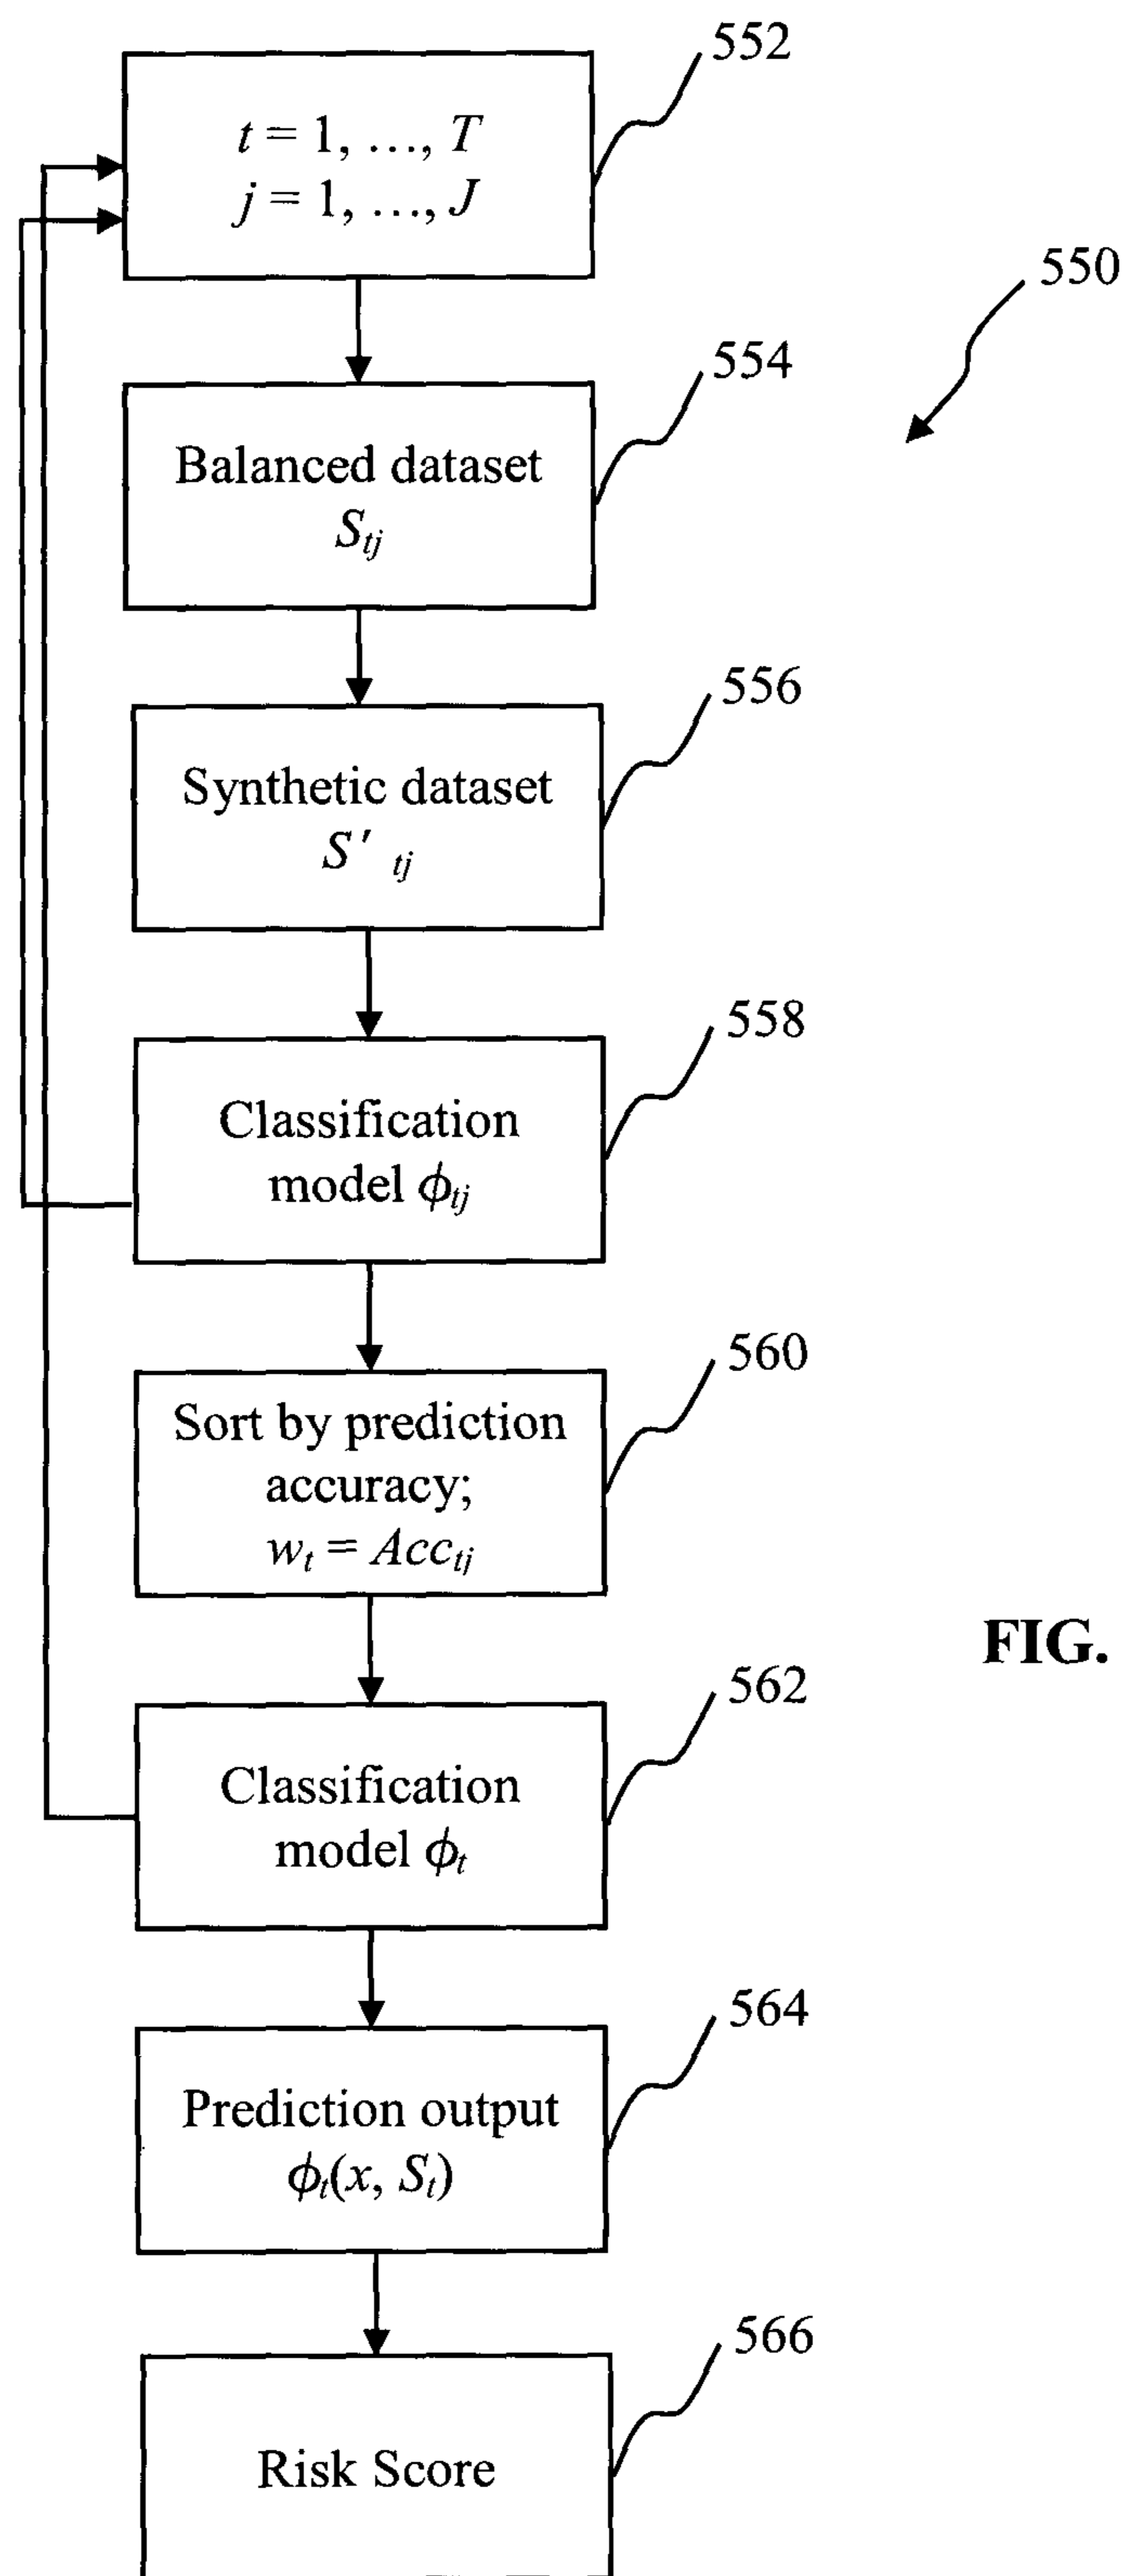 552
t = 1, …, T
j = 1, …, J
550
554
Balanced dataset
S_tj
556
Synthetic dataset
S′ tj
558
Classification
model ϕ_tj
560
Sort by prediction
accuracy;
w_t = Acc_tj
FIG.
562
Classification
model ϕ_t
564
Prediction output
ϕ_t(x, S_t)
566
Risk Score